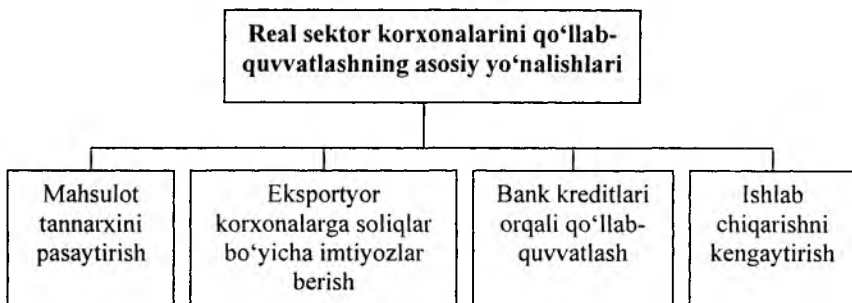 Real sektor korxonalarini qo‘llab-
quvvatlashning asosiy yo‘nalishlari
Mahsulot
tannarxini
pasaytirish
Eksportyor
korxonalarga soliqlar
bo‘yicha imtiyozlar
berish
Bank kreditlari
orqali qo‘llab-
quvvatlash
Ishlab
chiqarishni
kengaytirish